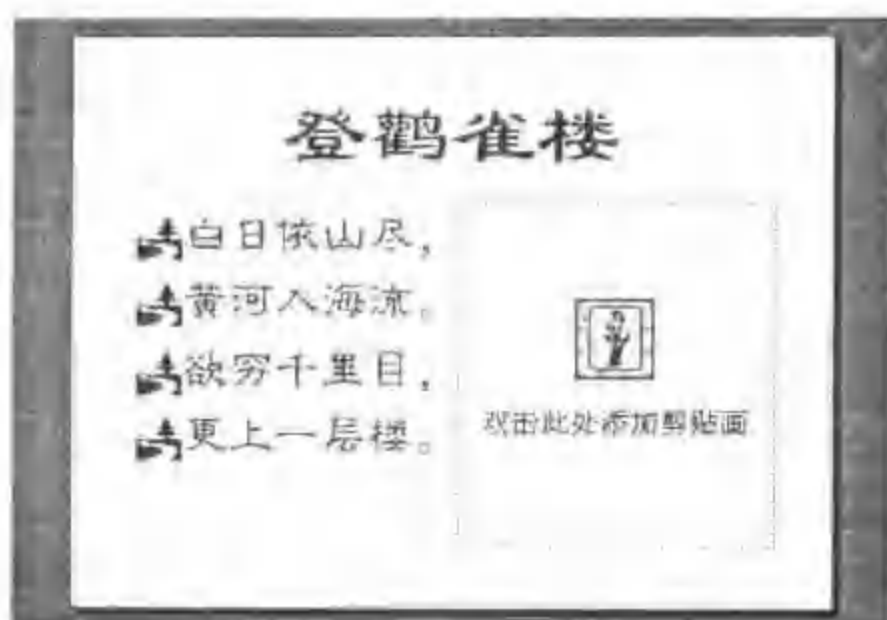 登鹳雀楼
白日依山尽，
黄河入海流。
欲穷千里目，
更上一层楼。
双击此处添加剪贴画